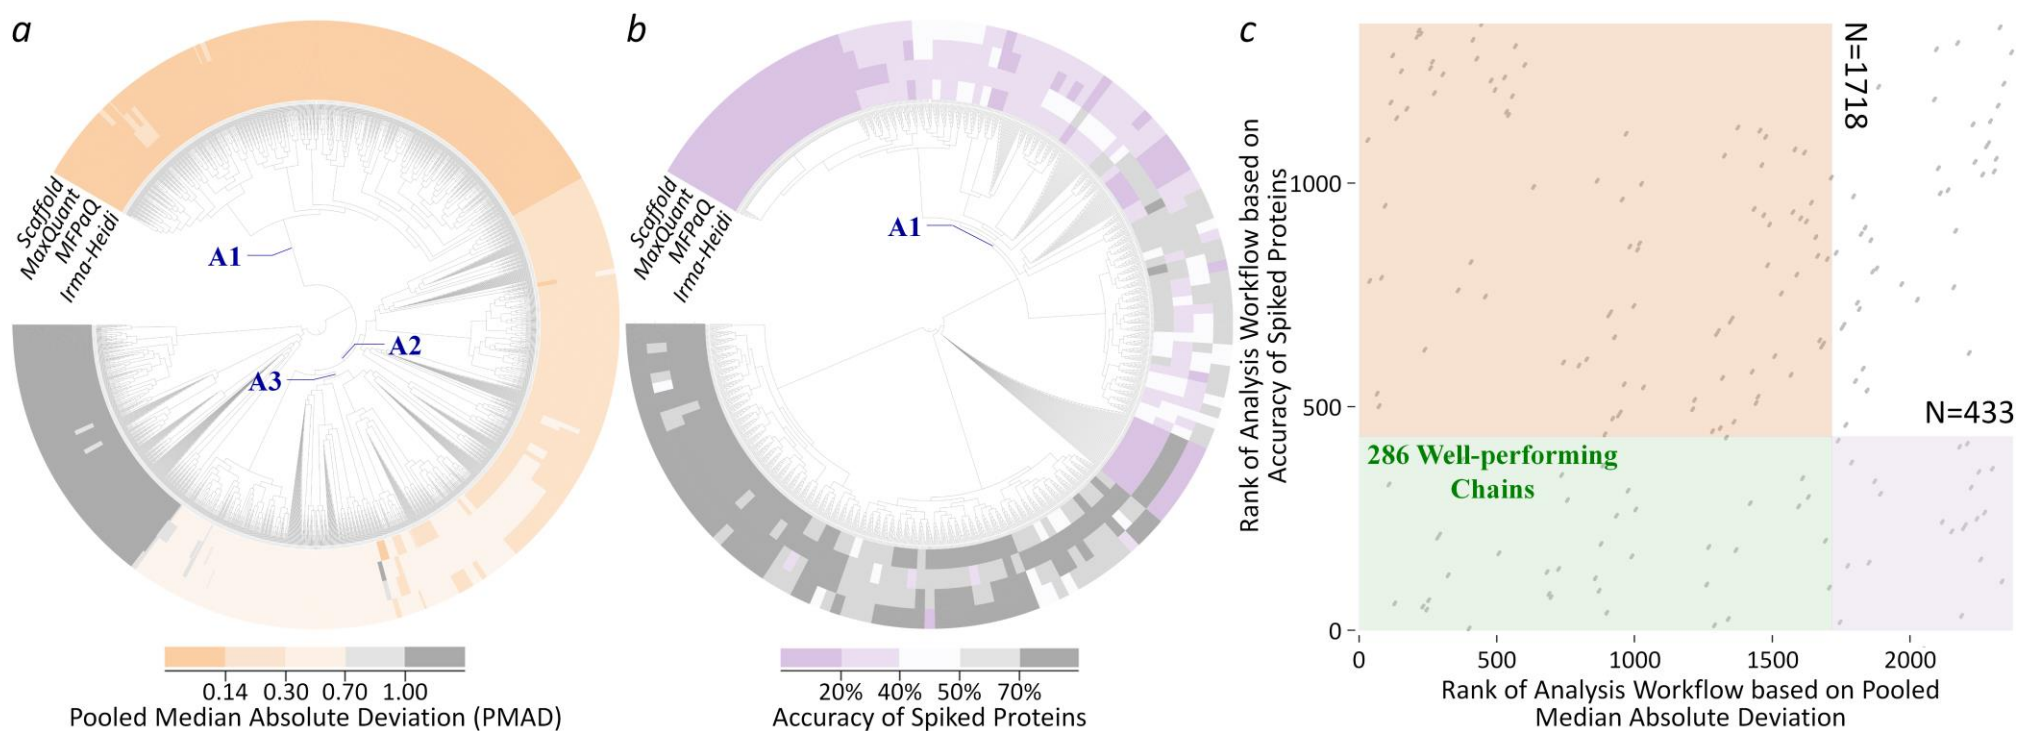 a
Scaffold
MaxQuant
MFPaQ
Irma-Heidi
A1
A2
A3
0.14 0.30 0.70 1.00
Pooled Median Absolute Deviation (PMAD)
b
Scaffold
MaxQuant
MFPaQ
Irma-Heidi
A1
20% 40% 50% 70%
Accuracy of Spiked Proteins
c
Rank of Analysis Workflow based on
Accuracy of Spiked Proteins
1000
500
0
N=1718
N=433
286 Well-performing
Chains
0 500 1000 1500 2000
Rank of Analysis Workflow based on Pooled
Median Absolute Deviation